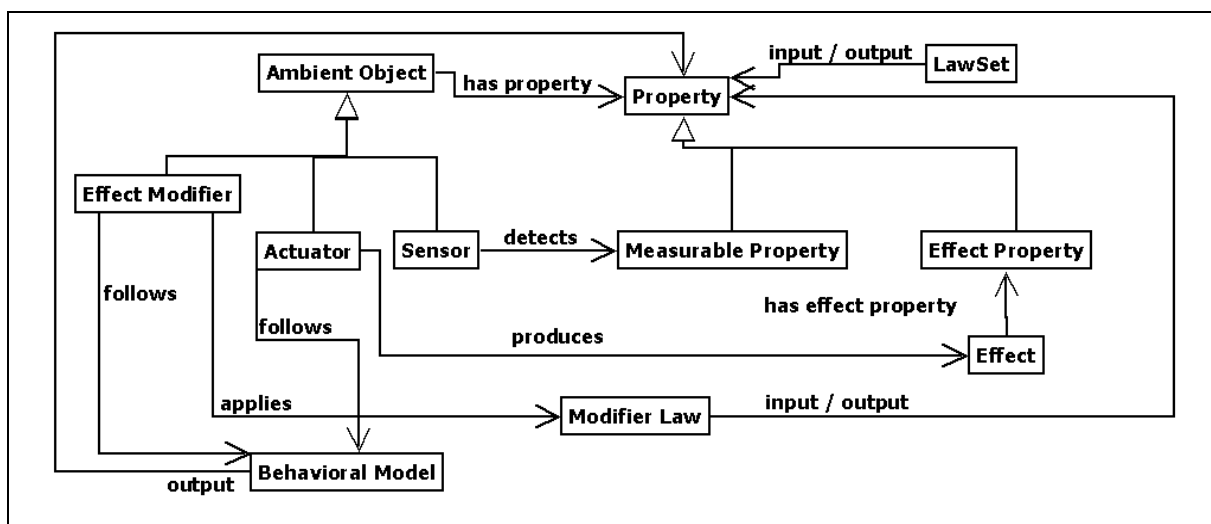 input / output
LawSet
Ambient Object
has property
Property
Effect Modifier
Actuator
Sensor
detects
Measurable Property
Effect Property
follows
has effect property
follows
produces
Effect
applies
Modifier Law
input / output
Behavioral Model
output